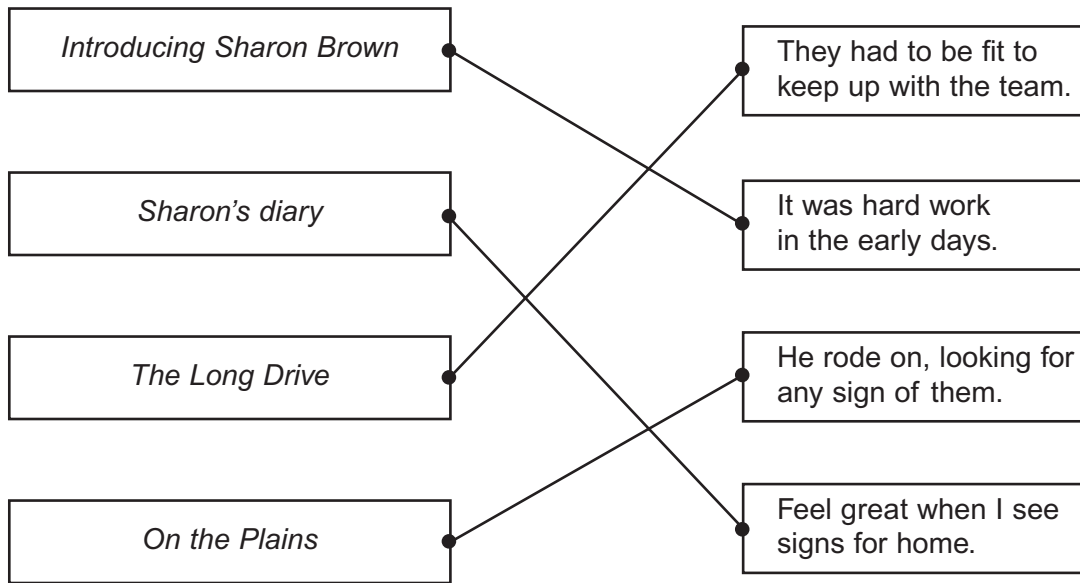 Introducing Sharon Brown
Sharon’s diary
The Long Drive
On the Plains
They had to be fit to
keep up with the team.
It was hard work
in the early days.
He rode on, looking for
any sign of them.
Feel great when I see
signs for home.